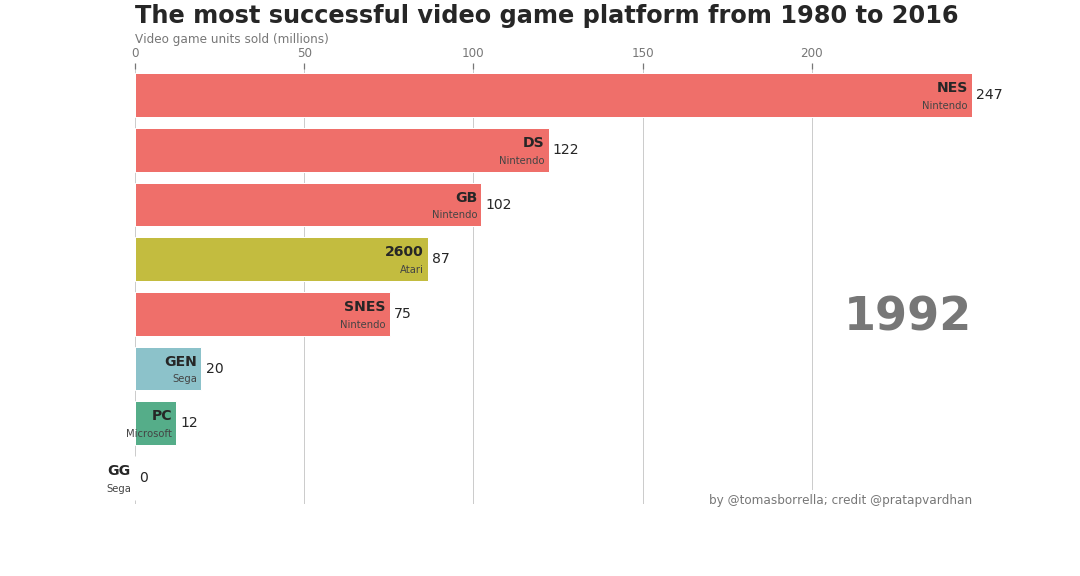 The most successful video game platform from 1980 to 2016
Video game units sold (millions)
0 50 100 150 200
NES
Nintendo
247
DS
Nintendo
122
GB
Nintendo
102
2600
Atari
87
SNES
Nintendo
75
1992
GEN
Sega
20
PC
Microsoft
12
GG
Sega
0
by @tomasborrella; credit @pratapvardhan